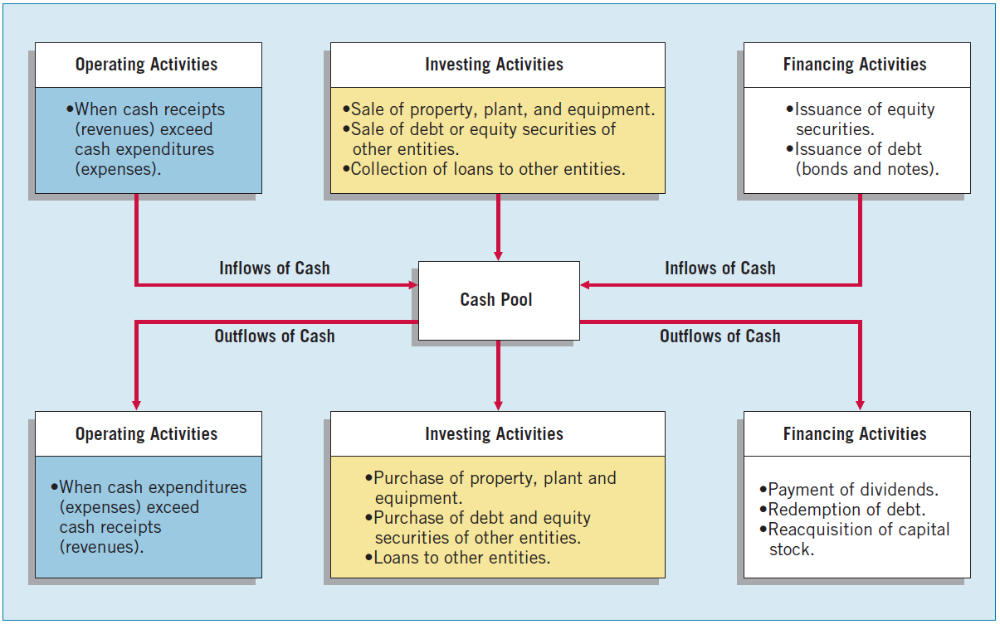 Operating Activities
•When cash receipts
(revenues) exceed
cash expenditures
(expenses).
Investing Activities
•Sale of property, plant, and equipment.
•Sale of debt or equity securities of
other entities.
•Collection of loans to other entities.
Financing Activities
•Issuance of equity
securities.
•Issuance of debt
(bonds and notes).
Inflows of Cash
Inflows of Cash
Cash Pool
Outflows of Cash
Outflows of Cash
Operating Activities
•When cash expenditures
(expenses) exceed
cash receipts
(revenues).
Investing Activities
•Purchase of property, plant and
equipment.
•Purchase of debt and equity
securities of other entities.
•Loans to other entities.
Financing Activities
•Payment of dividends.
•Redemption of debt.
•Reacquisition of capital
stock.